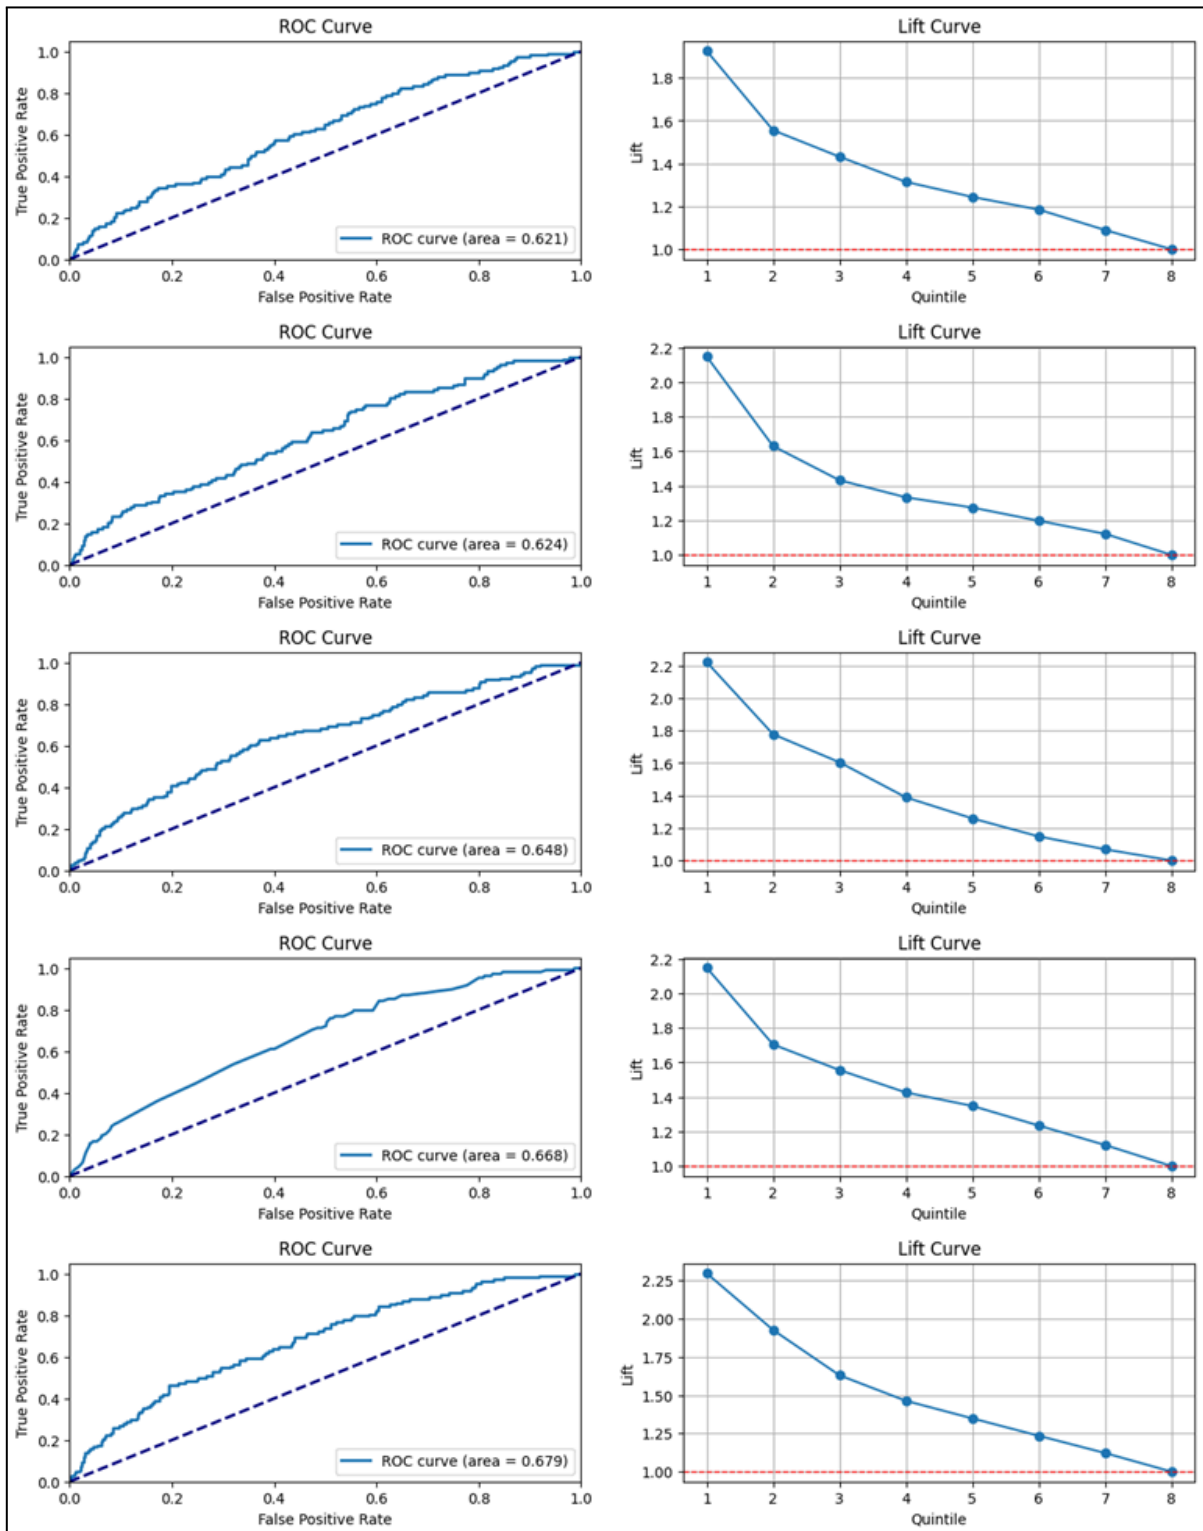 ROC Curve
1.0
0.8
0.6
0.4
0.2
0.0
True Positive Rate
ROC curve (area = 0.621)
0.0 0.2 0.4 0.6 0.8 1.0
False Positive Rate
Lift Curve
1.8
1.6
1.4
1.2
1.0
Lift
1 2 3 4 5 6 7 8
Quintile
ROC Curve
1.0
0.8
0.6
0.4
0.2
0.0
True Positive Rate
ROC curve (area = 0.624)
0.0 0.2 0.4 0.6 0.8 1.0
False Positive Rate
Lift Curve
2.2
2.0
1.8
1.6
1.4
1.2
1.0
Lift
1 2 3 4 5 6 7 8
Quintile
ROC Curve
1.0
0.8
0.6
0.4
0.2
0.0
True Positive Rate
ROC curve (area = 0.648)
0.0 0.2 0.4 0.6 0.8 1.0
False Positive Rate
Lift Curve
2.2
2.0
1.8
1.6
1.4
1.2
1.0
Lift
1 2 3 4 5 6 7 8
Quintile
ROC Curve
1.0
0.8
0.6
0.4
0.2
0.0
True Positive Rate
ROC curve (area = 0.668)
0.0 0.2 0.4 0.6 0.8 1.0
False Positive Rate
Lift Curve
2.2
2.0
1.8
1.6
1.4
1.2
1.0
Lift
1 2 3 4 5 6 7 8
Quintile
ROC Curve
1.0
0.8
0.6
0.4
0.2
0.0
True Positive Rate
ROC curve (area = 0.679)
0.0 0.2 0.4 0.6 0.8 1.0
False Positive Rate
Lift Curve
2.25
2.00
1.75
1.50
1.25
1.00
Lift
1 2 3 4 5 6 7 8
Quintile